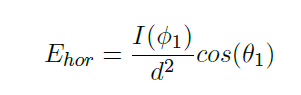 E_{hor} = \frac{I(\phi_1)}{d^2} cos(\theta_1)